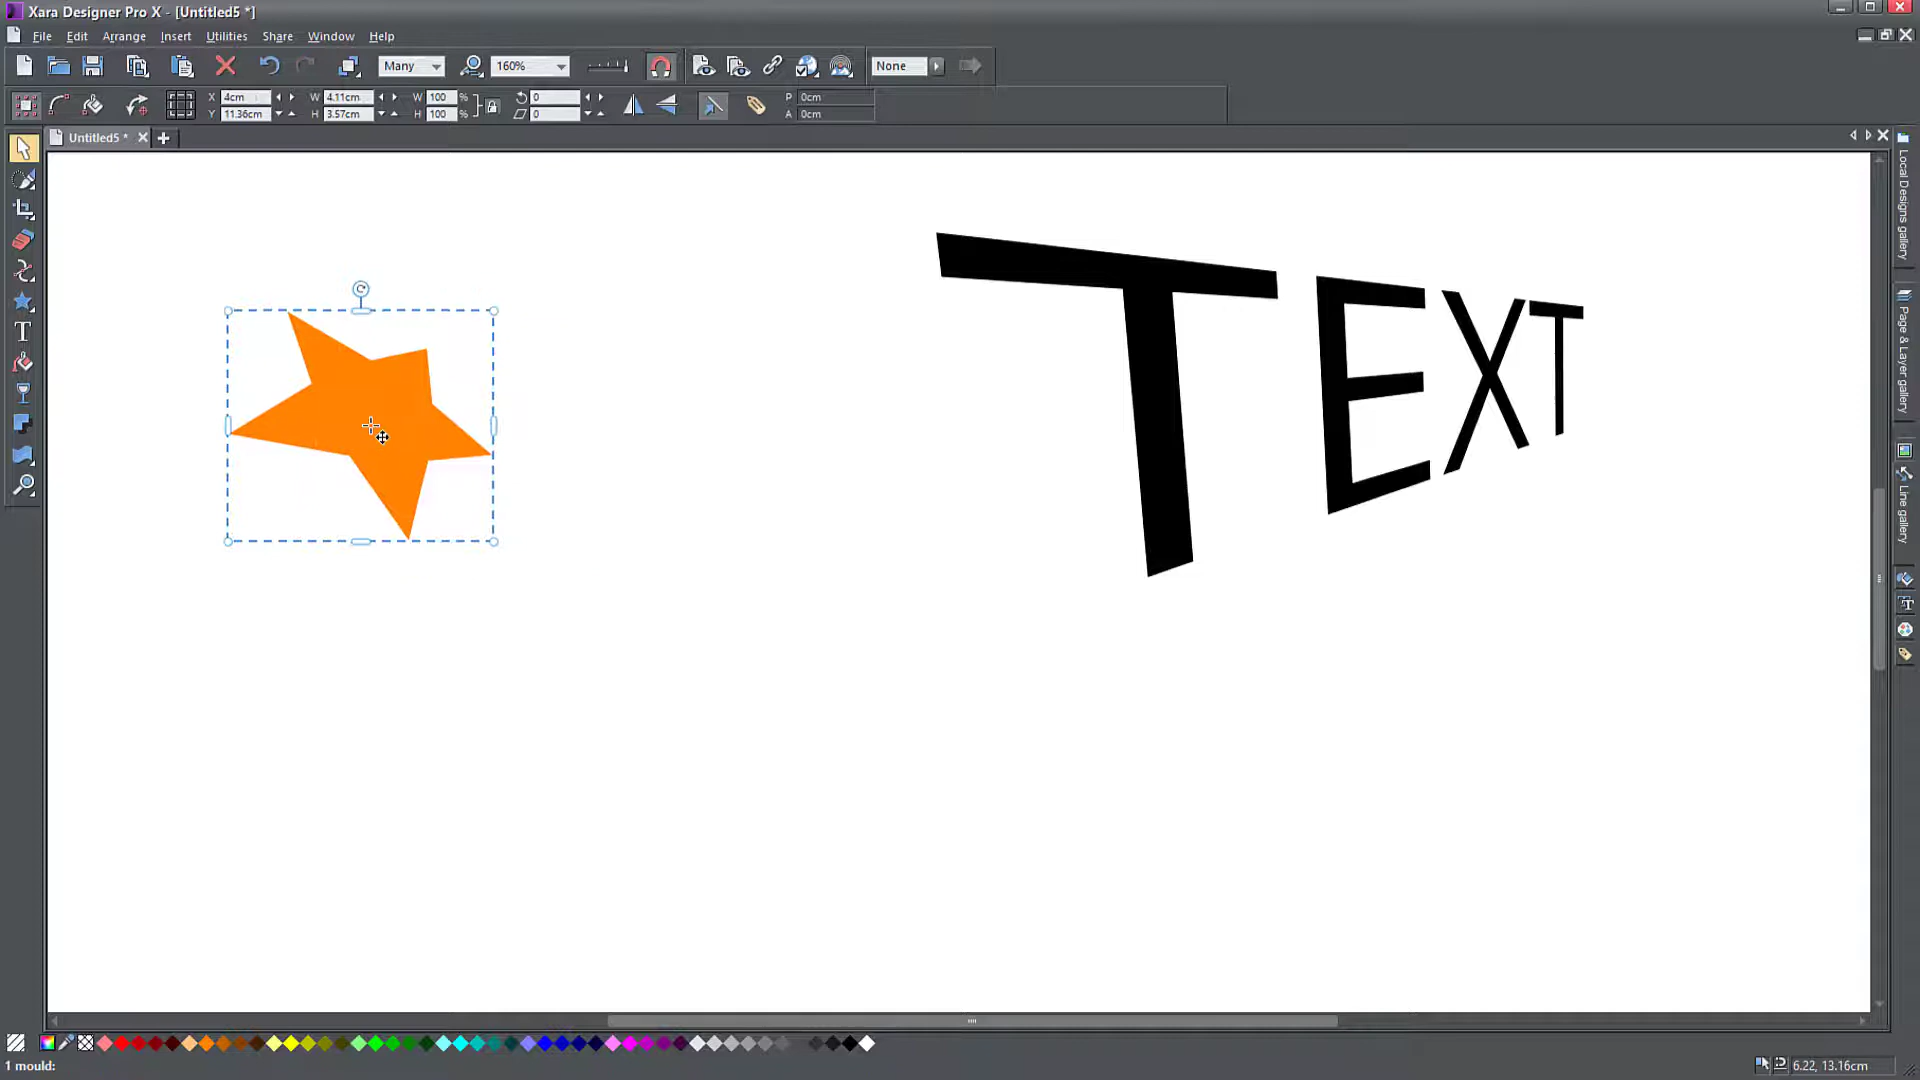 Xara Designer Pro X - [Untitled5 *]
File Edit Arrange Insert Utilities Share Window Help
Many 160% None
X 4cm W 4.11cm W 100 % 0 P 0cm
Y 11.36cm H 3.57cm H 100 % 0 A 0cm
Untitled5 *
TEXT
Local Designs gallery
Page & Layer gallery
Line gallery
1 mould:
6.22, 13.16cm